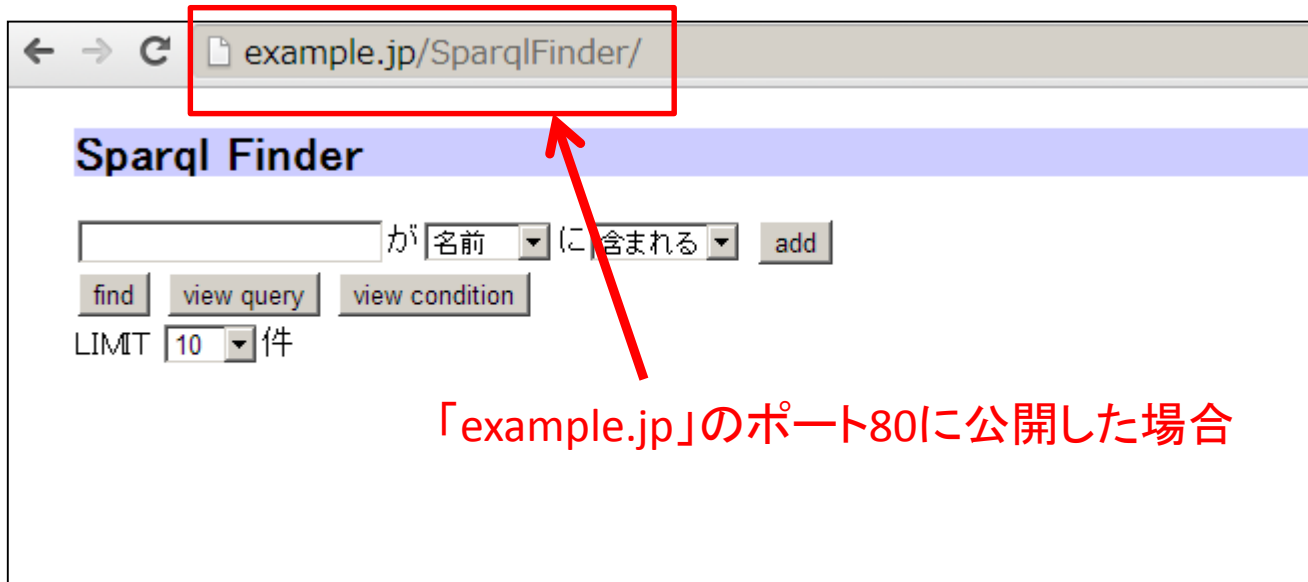 example.jp/SparqlFinder/
Sparql Finder
が 名前 に 含まれる add
find view query view condition
LIMIT 10 件
「example.jp」のポート80に公開した場合